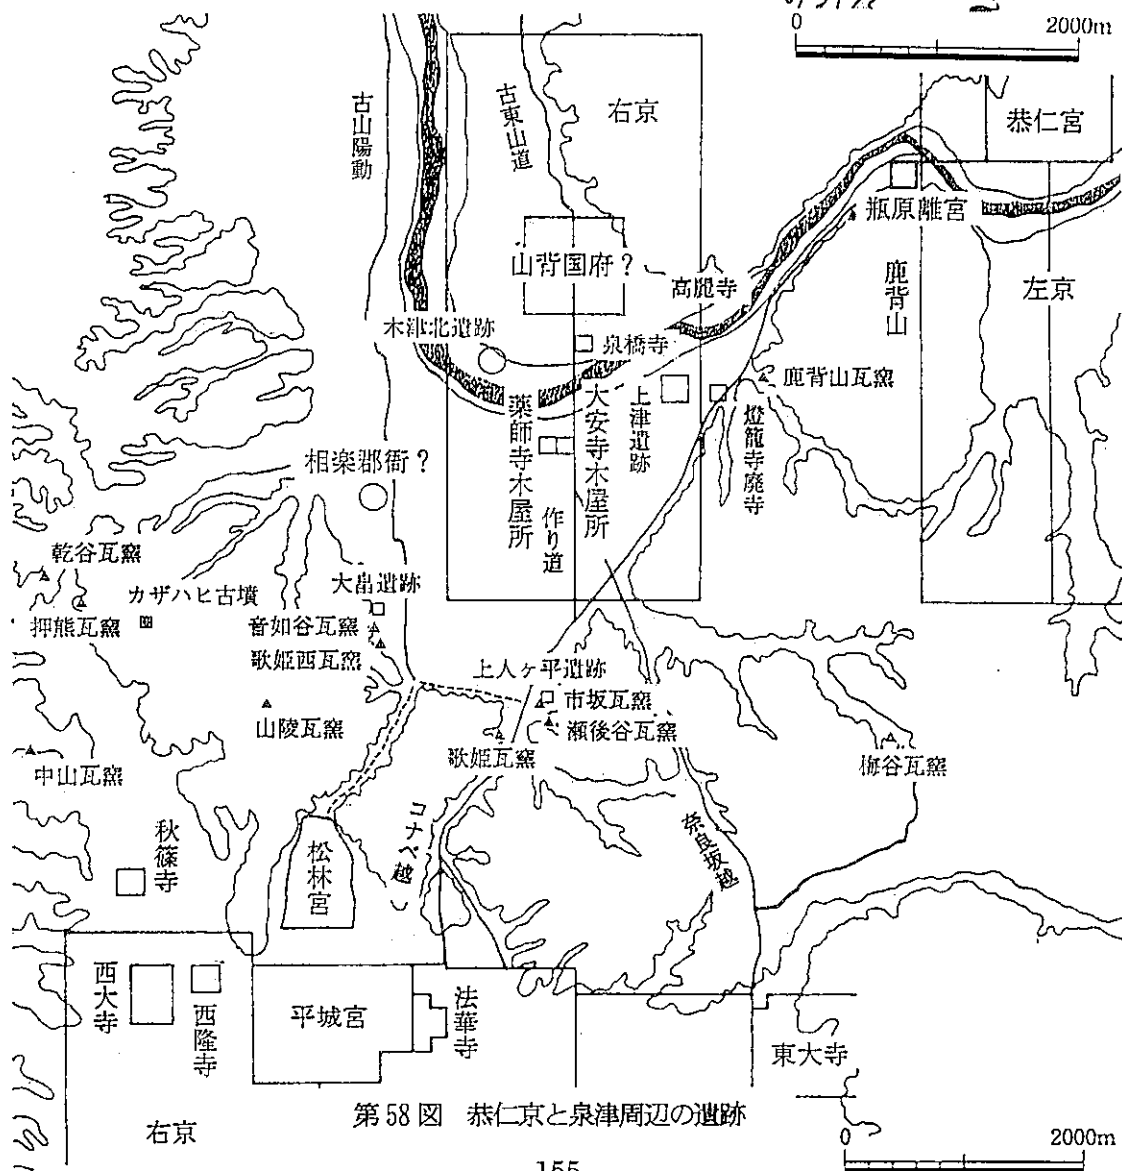 0 2000m
古山陽動
古東山道
右京
恭仁宮
瓶原離宮
山背国府？
高麗寺
鹿背山
左京
木津北遺跡
泉橋寺
鹿背山瓦窯
薬師寺木屋所
大安寺木屋所
上津遺跡
燈籠寺廃寺
相楽郡衙？
作り道
乾谷瓦窯
カザハヒ古墳
大畠遺跡
押熊瓦窯
音如谷瓦窯
歌姫西瓦窯
上人ヶ平遺跡
市坂瓦窯
山陵瓦窯
瀬後谷瓦窯
歌姫瓦窯
中山瓦窯
梅谷瓦窯
コナベ越
奈良坂越
秋篠寺
松林宮
西大寺
西隆寺
平城宮
法華寺
東大寺
第58図 恭仁京と泉津周辺の遺跡
右京
0 2000m
155